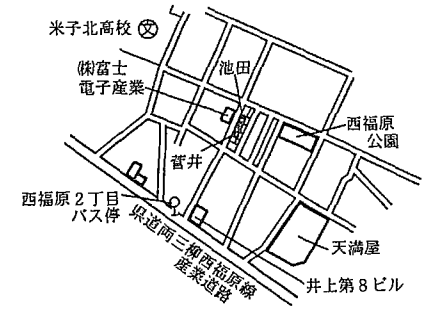 米子北高校
㈱富士
電子産業
池田
西福原
公園
菅井
西福原2丁目
バス停
県道両三柳西福原線
産業道路
天満屋
井上第8ビル